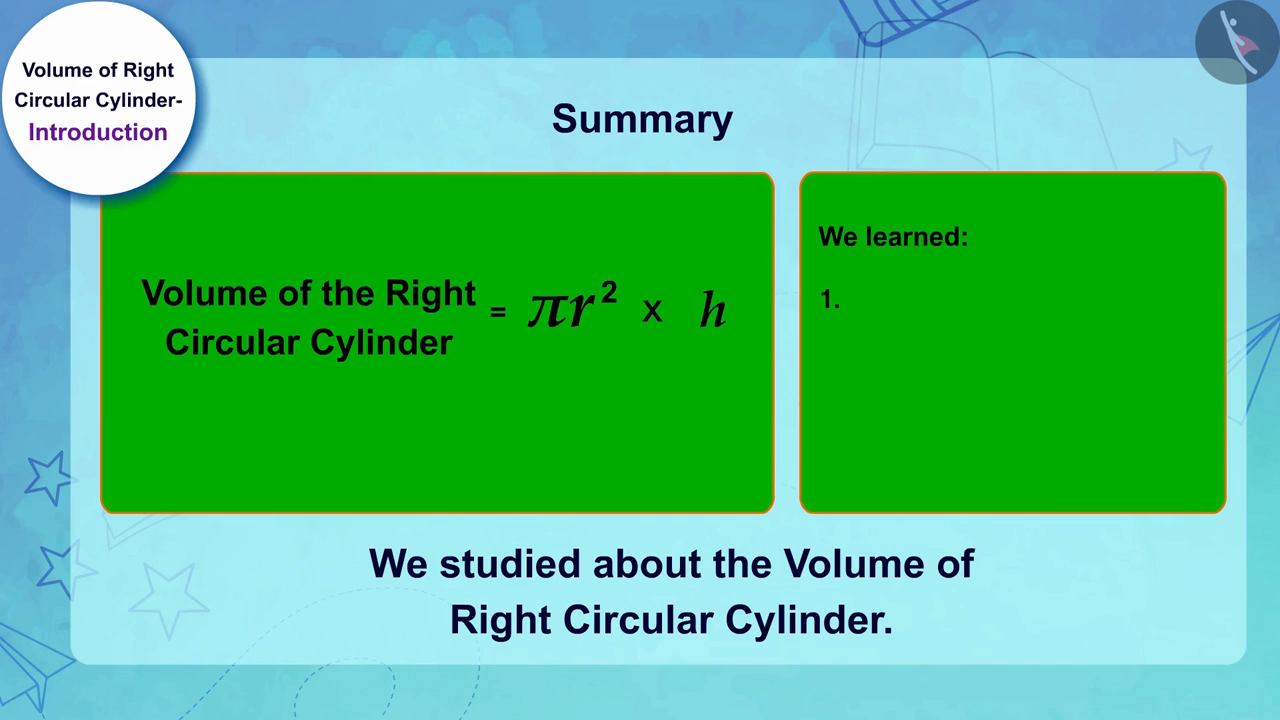 Volume of Right
Circular Cylinder-
Introduction
Summary
Volume of the Right
Circular Cylinder = πr² x h
We learned:
1.
We studied about the Volume of
Right Circular Cylinder.